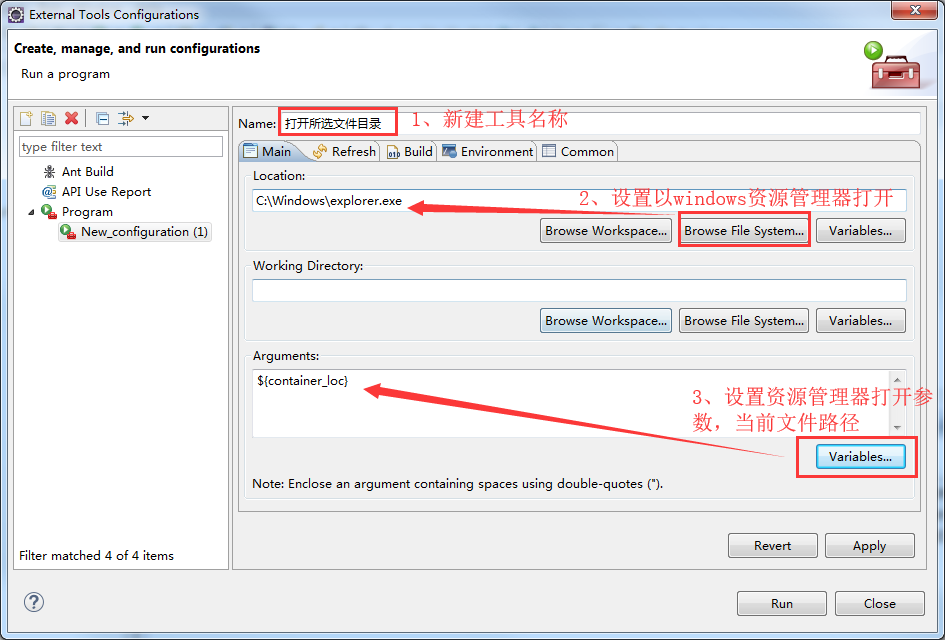 External Tools Configurations
Create, manage, and run configurations
Run a program
type filter text
Ant Build
API Use Report
Program
New_configuration (1)
Filter matched 4 of 4 items
Name: 打开所选文件目录
1、新建工具名称
Main Refresh Build Environment Common
Location:
C:\Windows\explorer.exe
2、设置以windows资源管理器打开
Browse Workspace... Browse File System... Variables...
Working Directory:
Browse Workspace... Browse File System... Variables...
Arguments:
${container_loc}
3、设置资源管理器打开参
数，当前文件路径
Variables...
Note: Enclose an argument containing spaces using double-quotes (").
Revert Apply
Run Close